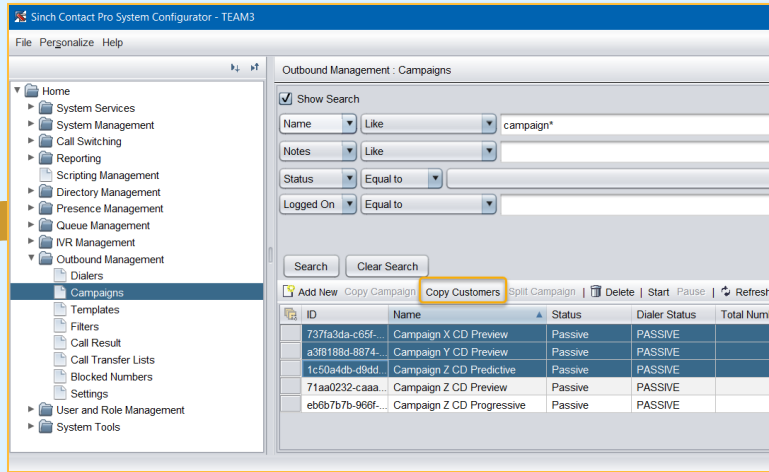 Sinch Contact Pro System Configurator - TEAM3
File Personalize Help
Home
System Services
System Management
Call Switching
Reporting
Scripting Management
Directory Management
Presence Management
Queue Management
IVR Management
Outbound Management
Dialers
Campaigns
Templates
Filters
Call Result
Call Transfer Lists
Blocked Numbers
Settings
User and Role Management
System Tools
Outbound Management : Campaigns
Show Search
Name Like campaign*
Notes Like
Status Equal to
Logged On Equal to
Search Clear Search
Add New Copy Campaign Copy Customers Split Campaign | Delete | Start Pause | Refresh
ID Name Status Dialer Status Total Num
737fa3da-c65f-... Campaign X CD Preview Passive PASSIVE
a3f8188d-8874-... Campaign Y CD Preview Passive PASSIVE
1c50a4db-d9dd... Campaign Z CD Predictive Passive PASSIVE
71aa0232-caaa... Campaign Z CD Preview Passive PASSIVE
eb6b7b7b-966f-... Campaign Z CD Progressive Passive PASSIVE